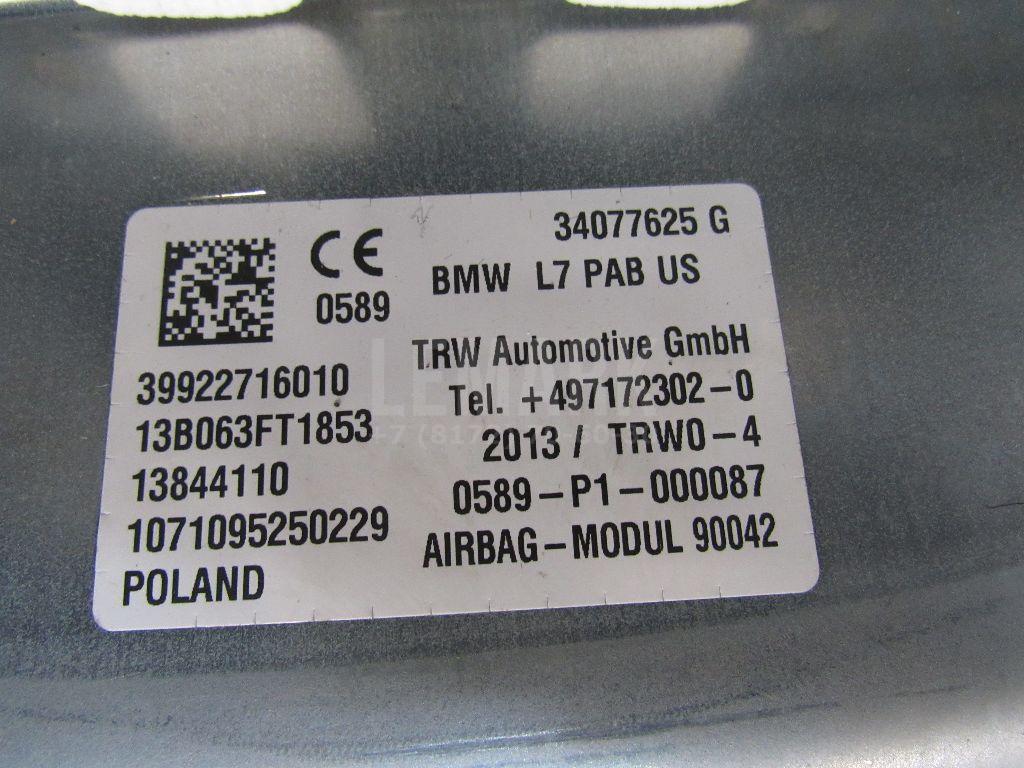 34077625 G
CE
BMW L7 PAB US
0589
TRW Automotive GmbH
39922716010
Tel. +497172302-0
13B063FT1853
2013 / TRW0-4
13844110
0589-P1-000087
1071095250229
AIRBAG-MODUL 90042
POLAND
LEMARK